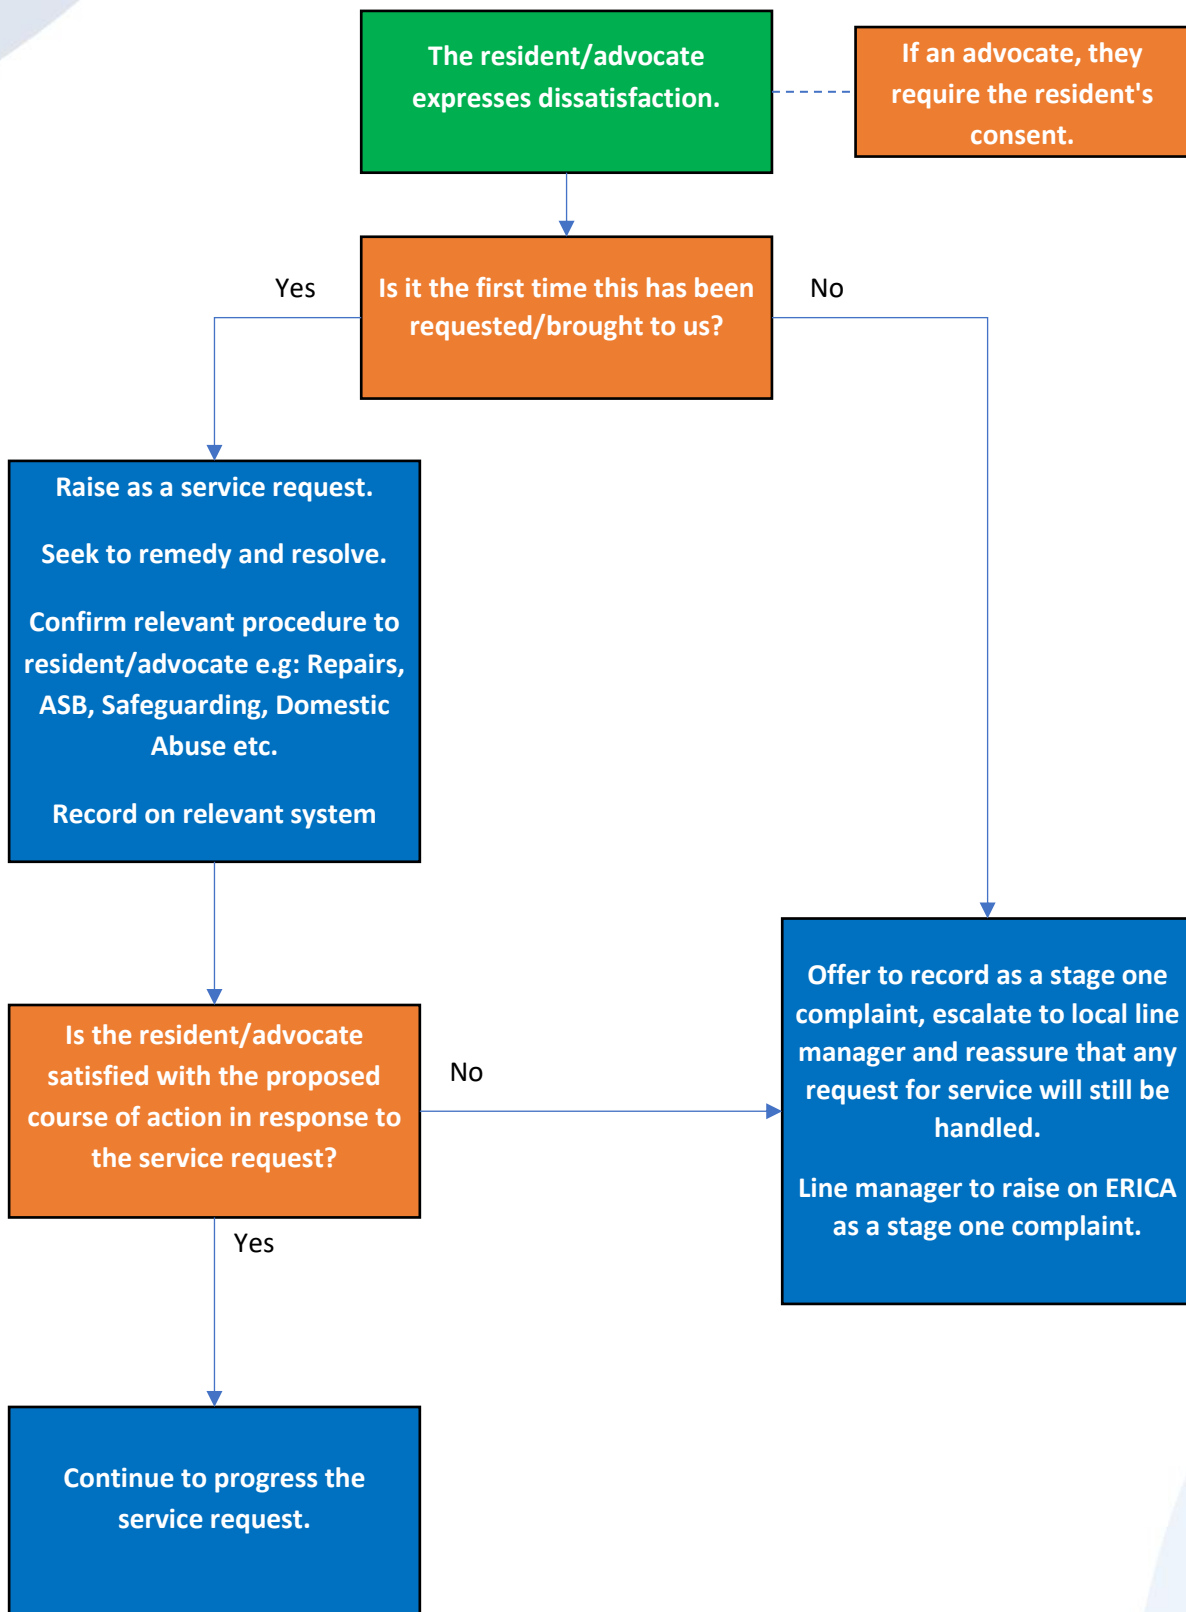 The resident/advocate
expresses dissatisfaction.
If an advocate, they
require the resident's
consent.
Yes
Is it the first time this has been
requested/brought to us?
No
Raise as a service request.
Seek to remedy and resolve.
Confirm relevant procedure to
resident/advocate e.g: Repairs,
ASB, Safeguarding, Domestic
Abuse etc.
Record on relevant system
Is the resident/advocate
satisfied with the proposed
course of action in response to
the service request?
No
Offer to record as a stage one
complaint, escalate to local line
manager and reassure that any
request for service will still be
handled.
Line manager to raise on ERICA
as a stage one complaint.
Yes
Continue to progress the
service request.